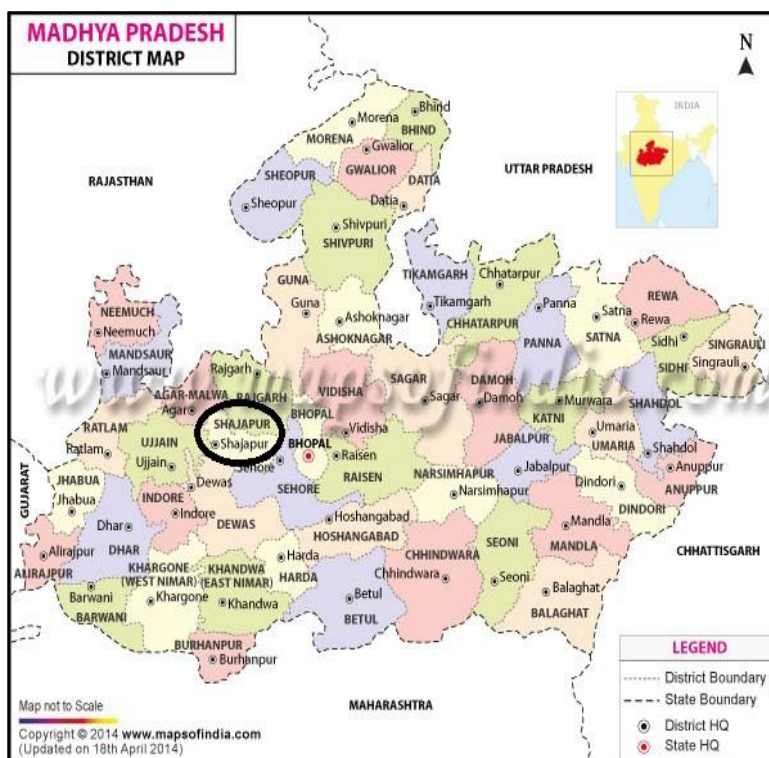 MADHYA PRADESH
DISTRICT MAP
N
INDIA
RAJASTHAN
UTTAR PRADESH
GUJARAT
CHHATTISGARH
MAHARASHTRA
Morena
MORENA
Bhind
BHIND
Gwalior
GWALIOR
SHEOPUR
Sheopur
DATIA
Datia
Shivpuri
SHIVPURI
GUNA
Guna
Ashoknagar
ASHOKNAGAR
TIKAMGARH
Tikamgarh
Chhatarpur
CHHATARPUR
Panna
PANNA
Satna
SATNA
REWA
Rewa
Sidhi
SIDHI
SINGRAULI
Singrauli
NEEMUCH
Neemuch
MANDSAUR
Mandsaur
www.mapsofindia.com
Rajgarh
RAJGARH
AGAR-MALWA
Agar
SHAJAPUR
Shajapur
BHOPAL
BHOPAL
VIDISHA
Vidisha
SAGAR
Sagar
DAMOH
Damoh
Murwara
KATNI
SHAHDOL
Shahdol
Umaria
UMARIA
RATLAM
Ratlam
UJJAIN
Ujjain
Sehore
SEHORE
Raisen
RAISEN
JABALPUR
Jabalpur
NARSIMHAPUR
Narsimhapur
Dindori
DINDORI
Anuppur
ANUPPUR
JHABUA
Jhabua
INDORE
Indore
Dewas
DEWAS
Dhar
DHAR
Alirajpur
ALIRAJPUR
Hoshangabad
HOSHANGABAD
Harda
HARDA
KHARGONE
(WEST NIMAR)
Khargone
KHANDWA
(EAST NIMAR)
Khandwa
Barwani
BARWANI
BURHANPUR
Burhanpur
Betul
BETUL
CHHINDWARA
Chhindwara
SEONI
Seoni
Mandla
MANDLA
Balaghat
BALAGHAT
LEGEND
District Boundary
State Boundary
District HQ
State HQ
Map not to Scale
Copyright © 2014 www.mapsofindia.com
(Updated on 18th April 2014)